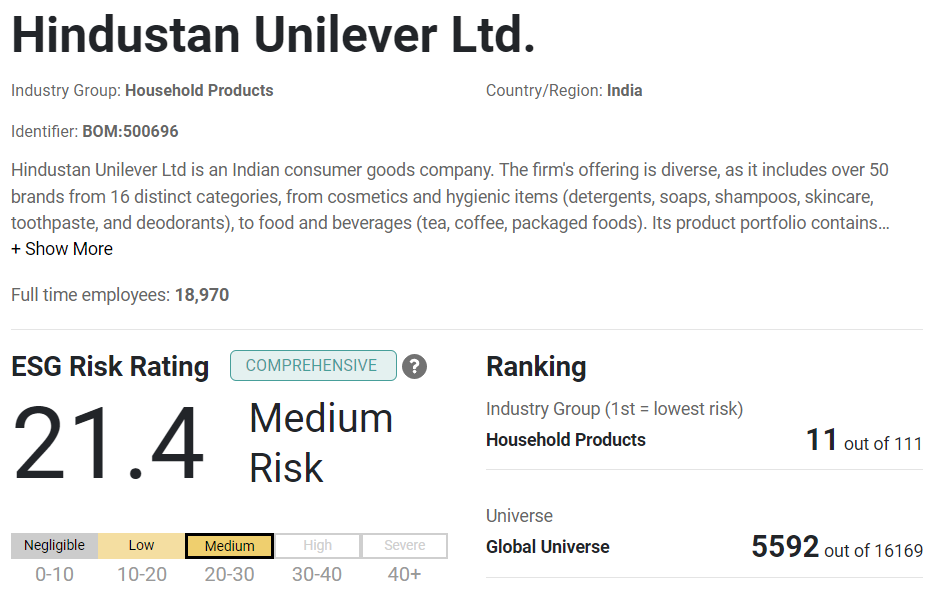 Hindustan Unilever Ltd.
Industry Group: Household Products
Country/Region: India
Identifier: BOM:500696
Hindustan Unilever Ltd is an Indian consumer goods company. The firm's offering is diverse, as it includes over 50
brands from 16 distinct categories, from cosmetics and hygienic items (detergents, soaps, shampoos, skincare,
toothpaste, and deodorants), to food and beverages (tea, coffee, packaged foods). Its product portfolio contains...
+ Show More
Full time employees: 18,970
ESG Risk Rating
COMPREHENSIVE
?
21.4
Medium
Risk
Negligible
Low
Medium
High
Severe
0-10
10-20
20-30
30-40
40+
Ranking
Industry Group (1st = lowest risk)
Household Products
11 out of 111
Universe
Global Universe
5592 out of 16169